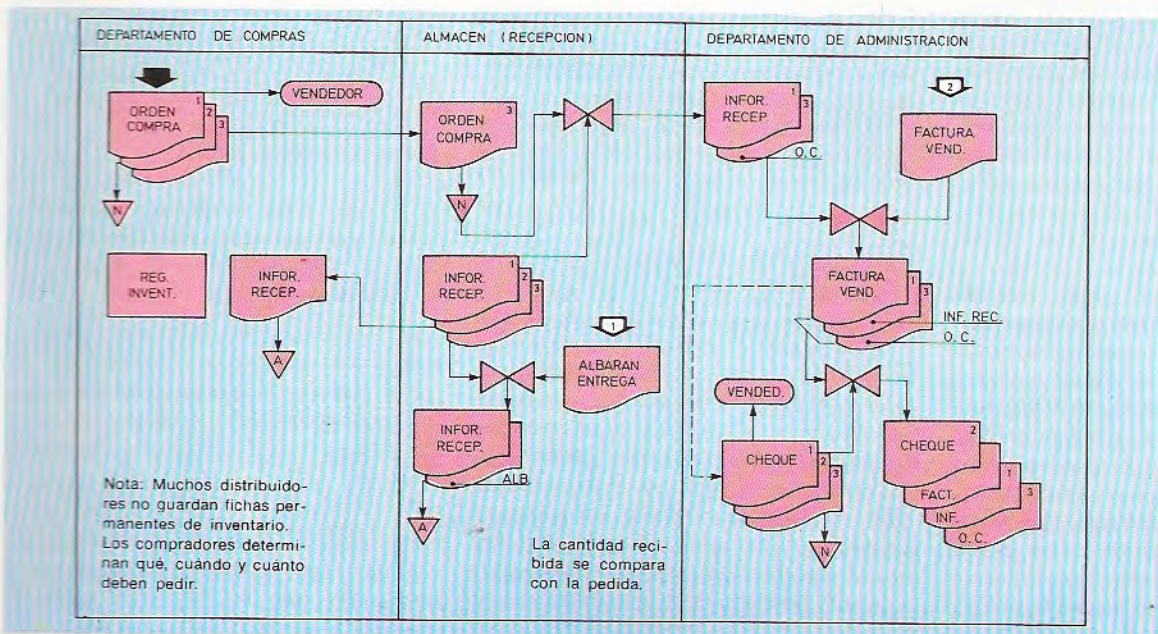 DEPARTAMENTO DE COMPRAS
ORDEN
COMPRA
1
2
3
VENDEDOR
N
REG.
INVENT.
INFOR.
RECEP.
A
Nota: Muchos distribuido-
res no guardan fichas per-
manentes de inventario.
Los compradores determi-
nan qué, cuándo y cuánto
deben pedir.
ALMACEN (RECEPCION)
ORDEN
COMPRA
3
N
INFOR.
RECEP.
1
2
3
1
ALBARAN
ENTREGA
INFOR.
RECEP.
ALB.
A
La cantidad reci-
bida se compara
con la pedida.
DEPARTAMENTO DE ADMINISTRACION
INFOR.
RECEP.
1
3
O.C.
2
FACTURA
VEND.
FACTURA
VEND.
1
3
INF. REC.
O.C.
VENDED.
CHEQUE
1
2
3
N
CHEQUE
2
FACT.
1
INF.
3
O.C.